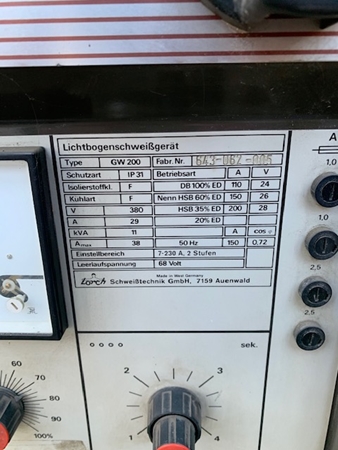 Lichtbogenschweißgerät
Type GW 200 Fabr. Nr. 643-062-005
Schutzart IP 31 Betriebsart A V
Isolierstoffkl. F DB 100% ED 110 24
Kühlart F Nenn HSB 60% ED 150 26
V 380 HSB 35% ED 200 28
A 29 20% ED
kVA 11 A cos φ
Amax 38 50 Hz 150 0,72
Einstellbereich 7-230 A, 2 Stufen
Leerlaufspannung 68 Volt
Made in West Germany
torch Schweißtechnik GmbH, 7159 Auenwald
A
1,0
1,0
2,5
2,5
sek.
60
70
80
90
100%
2
3
4
1
4